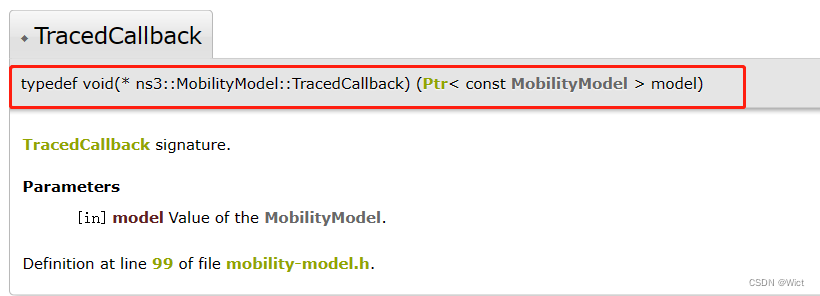 ◆ TracedCallback
typedef void(* ns3::MobilityModel::TracedCallback) (Ptr< const MobilityModel > model)
TracedCallback signature.
Parameters
[in] model Value of the MobilityModel.
Definition at line 99 of file mobility-model.h.
CSDN @Wict